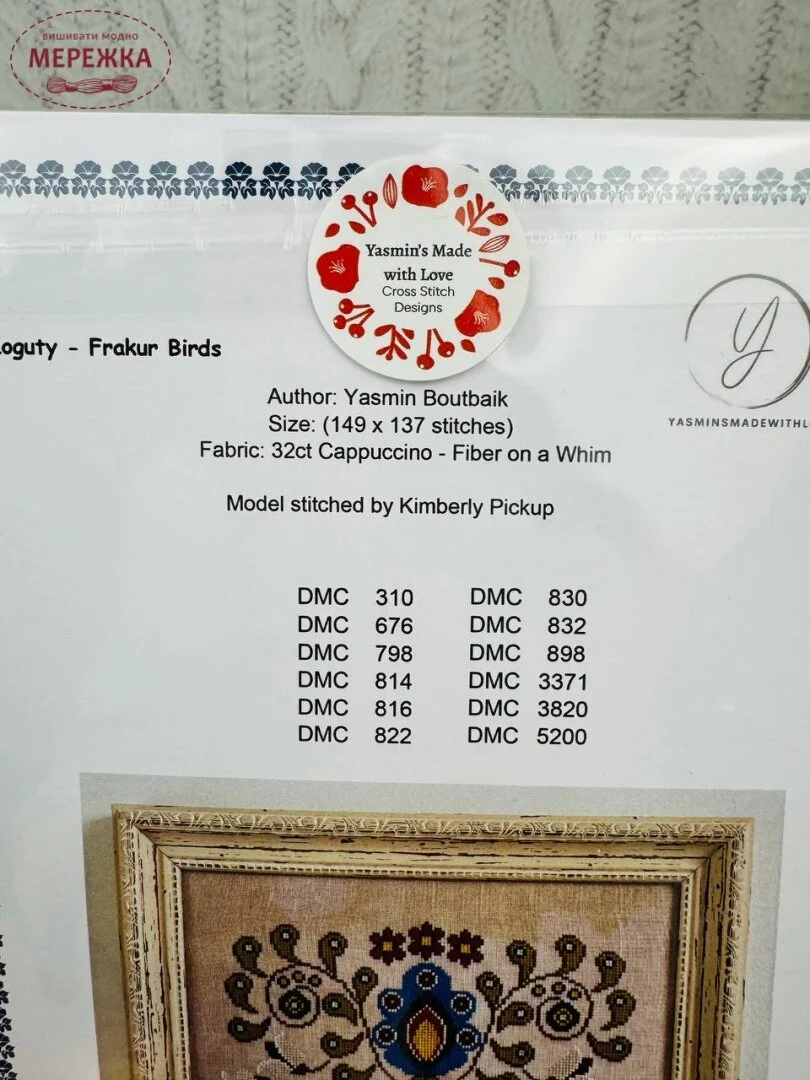 вишивати модно
МЕРЕЖКА
Yasmin's Made
with Love
Cross Stitch
Designs
oguty - Frakur Birds
Author: Yasmin Boutbaik
Size: (149 x 137 stitches)
Fabric: 32ct Cappuccino - Fiber on a Whim
Y
YASMINSMADEWITHL
Model stitched by Kimberly Pickup
DMC 310 DMC 830
DMC 676 DMC 832
DMC 798 DMC 898
DMC 814 DMC 3371
DMC 816 DMC 3820
DMC 822 DMC 5200